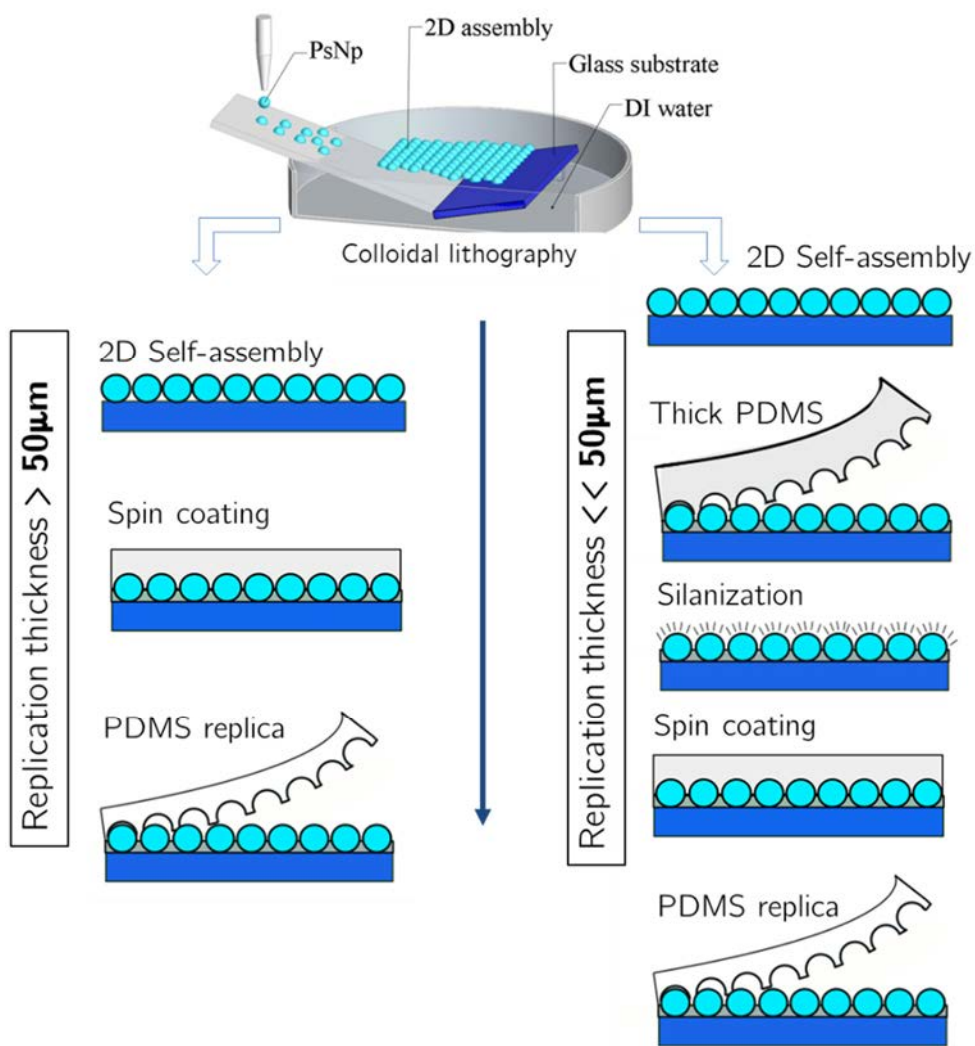 PsNp
2D assembly
Glass substrate
DI water
Colloidal lithography
Replication thickness > 50μm
2D Self-assembly
Spin coating
PDMS replica
Replication thickness << 50μm
2D Self-assembly
Thick PDMS
Silanization
Spin coating
PDMS replica